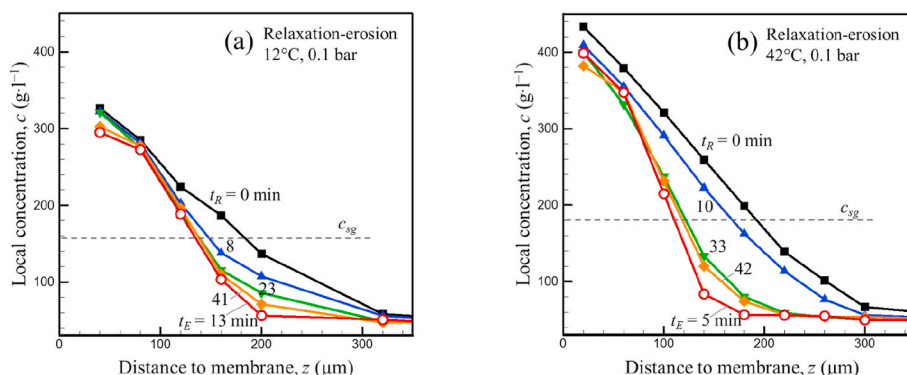 (a) Relaxation-erosion
12°C, 0.1 bar
Local concentration, c (g·l⁻¹)
400
300
200
100
t_R = 0 min
c_sg
8
23
41
t_E = 13 min
0
100
200
300
Distance to membrane, z (µm)
(b) Relaxation-erosion
42°C, 0.1 bar
Local concentration, c (g·l⁻¹)
400
300
200
100
t_R = 0 min
10
c_sg
33
42
t_E = 5 min
0
100
200
300
Distance to membrane, z (µm)